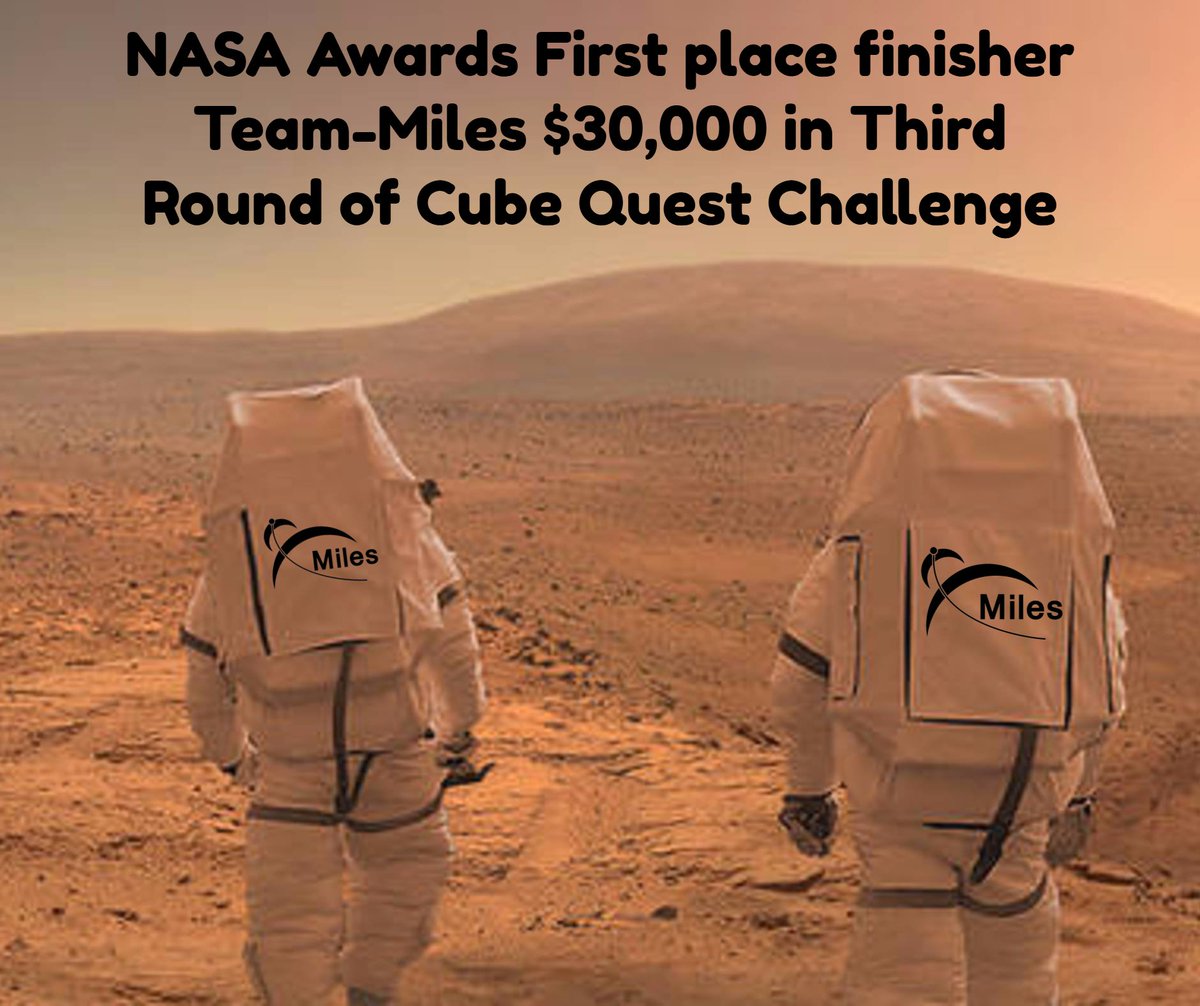 NASA Awards First place finisher
Team-Miles $30,000 in Third
Round of Cube Quest Challenge
Miles
Miles